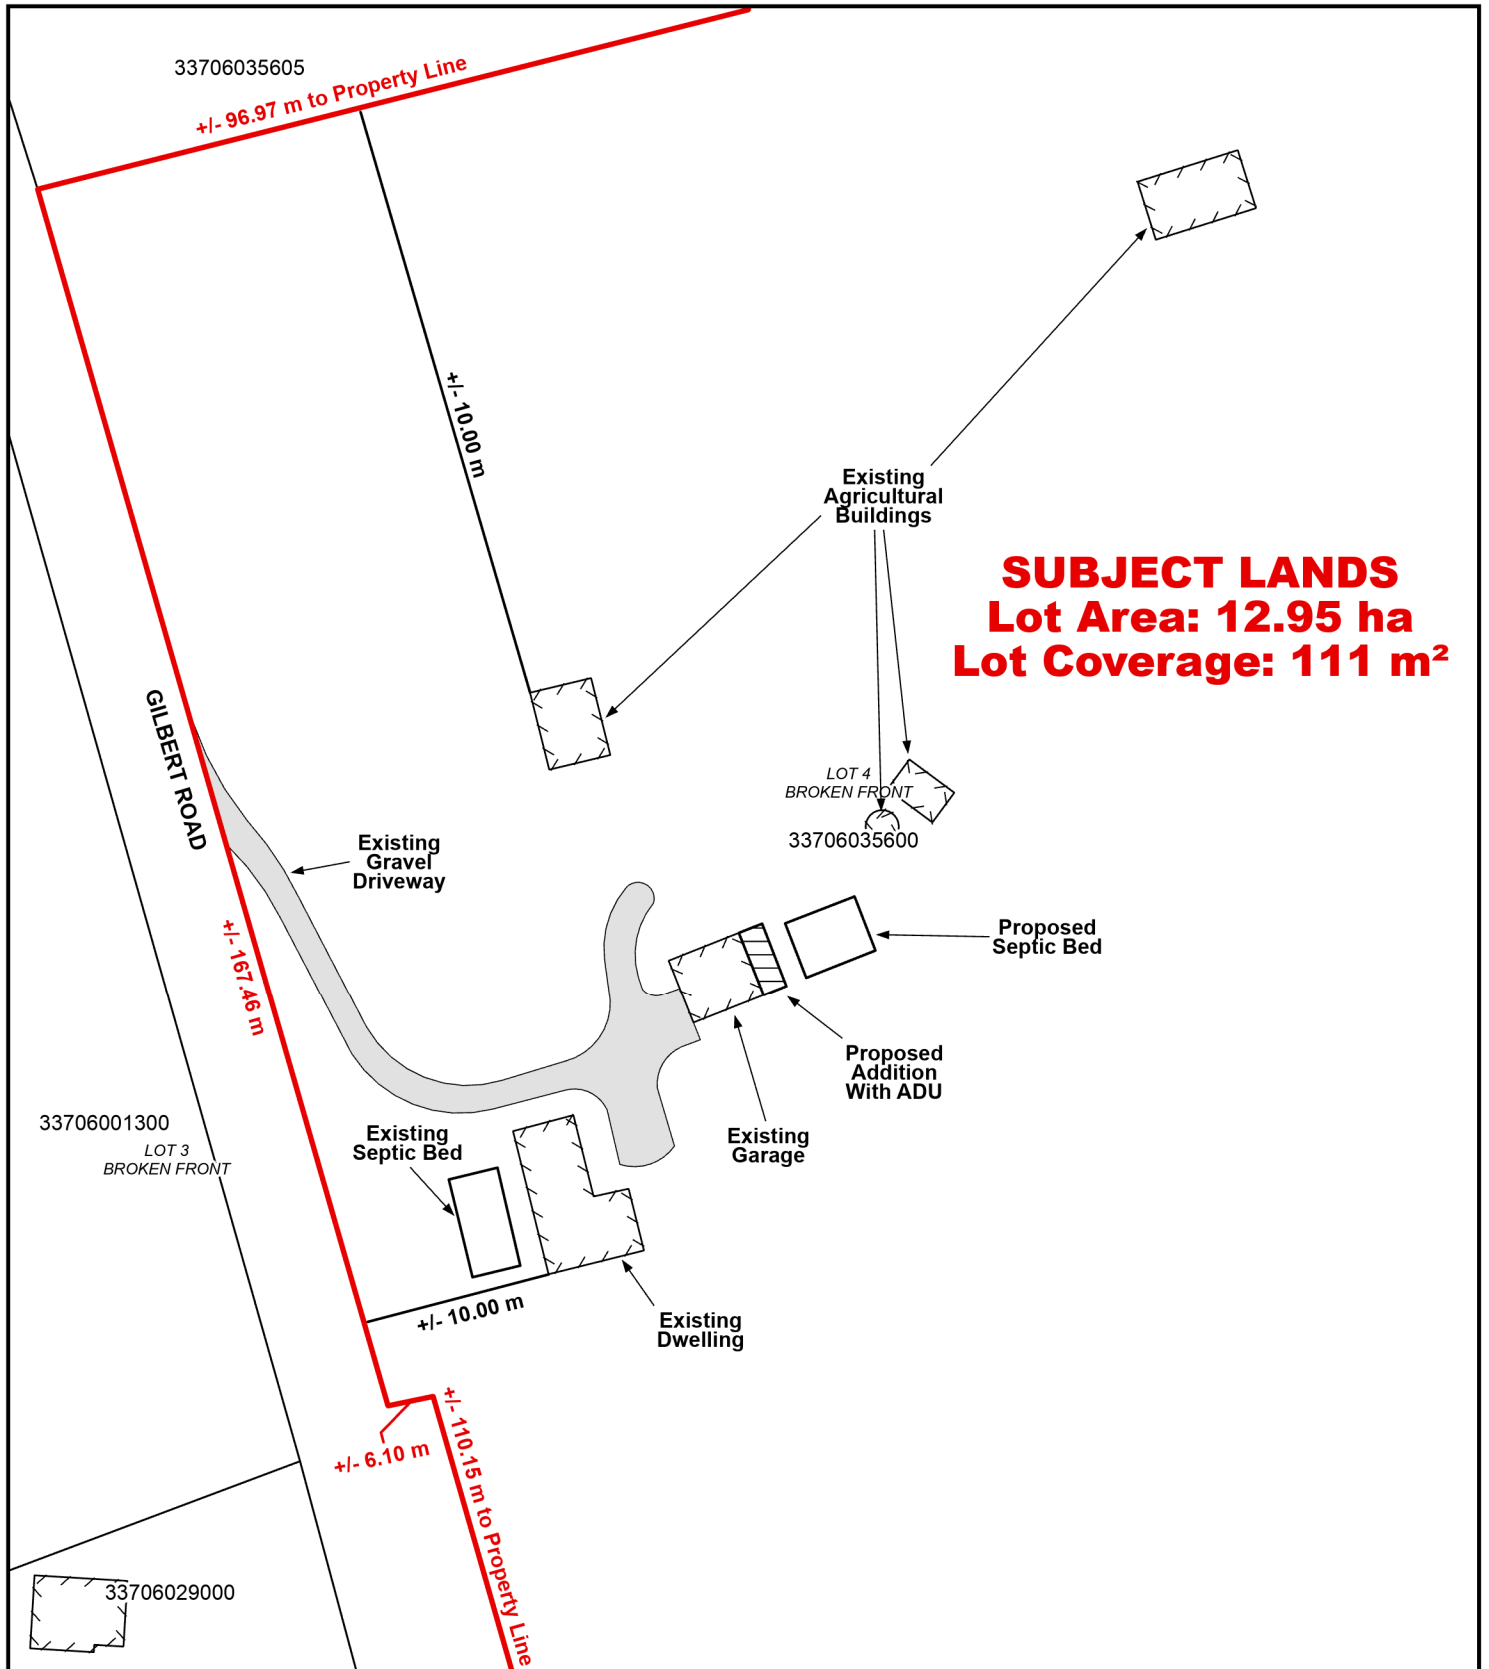 33706035605
+/- 96.97 m to Property Line
+/- 10.00 m
Existing
Agricultural
Buildings
SUBJECT LANDS
Lot Area: 12.95 ha
Lot Coverage: 111 m²
GILBERT ROAD
LOT 4
BROKEN FRONT
33706035600
Existing
Gravel
Driveway
+/- 167.46 m
Proposed
Septic Bed
Proposed
Addition
With ADU
33706001300
LOT 3
BROKEN FRONT
Existing
Septic Bed
Existing
Garage
+/- 10.00 m
Existing
Dwelling
+/- 6.10 m
+/- 110.15 m to Property Line
33706029000